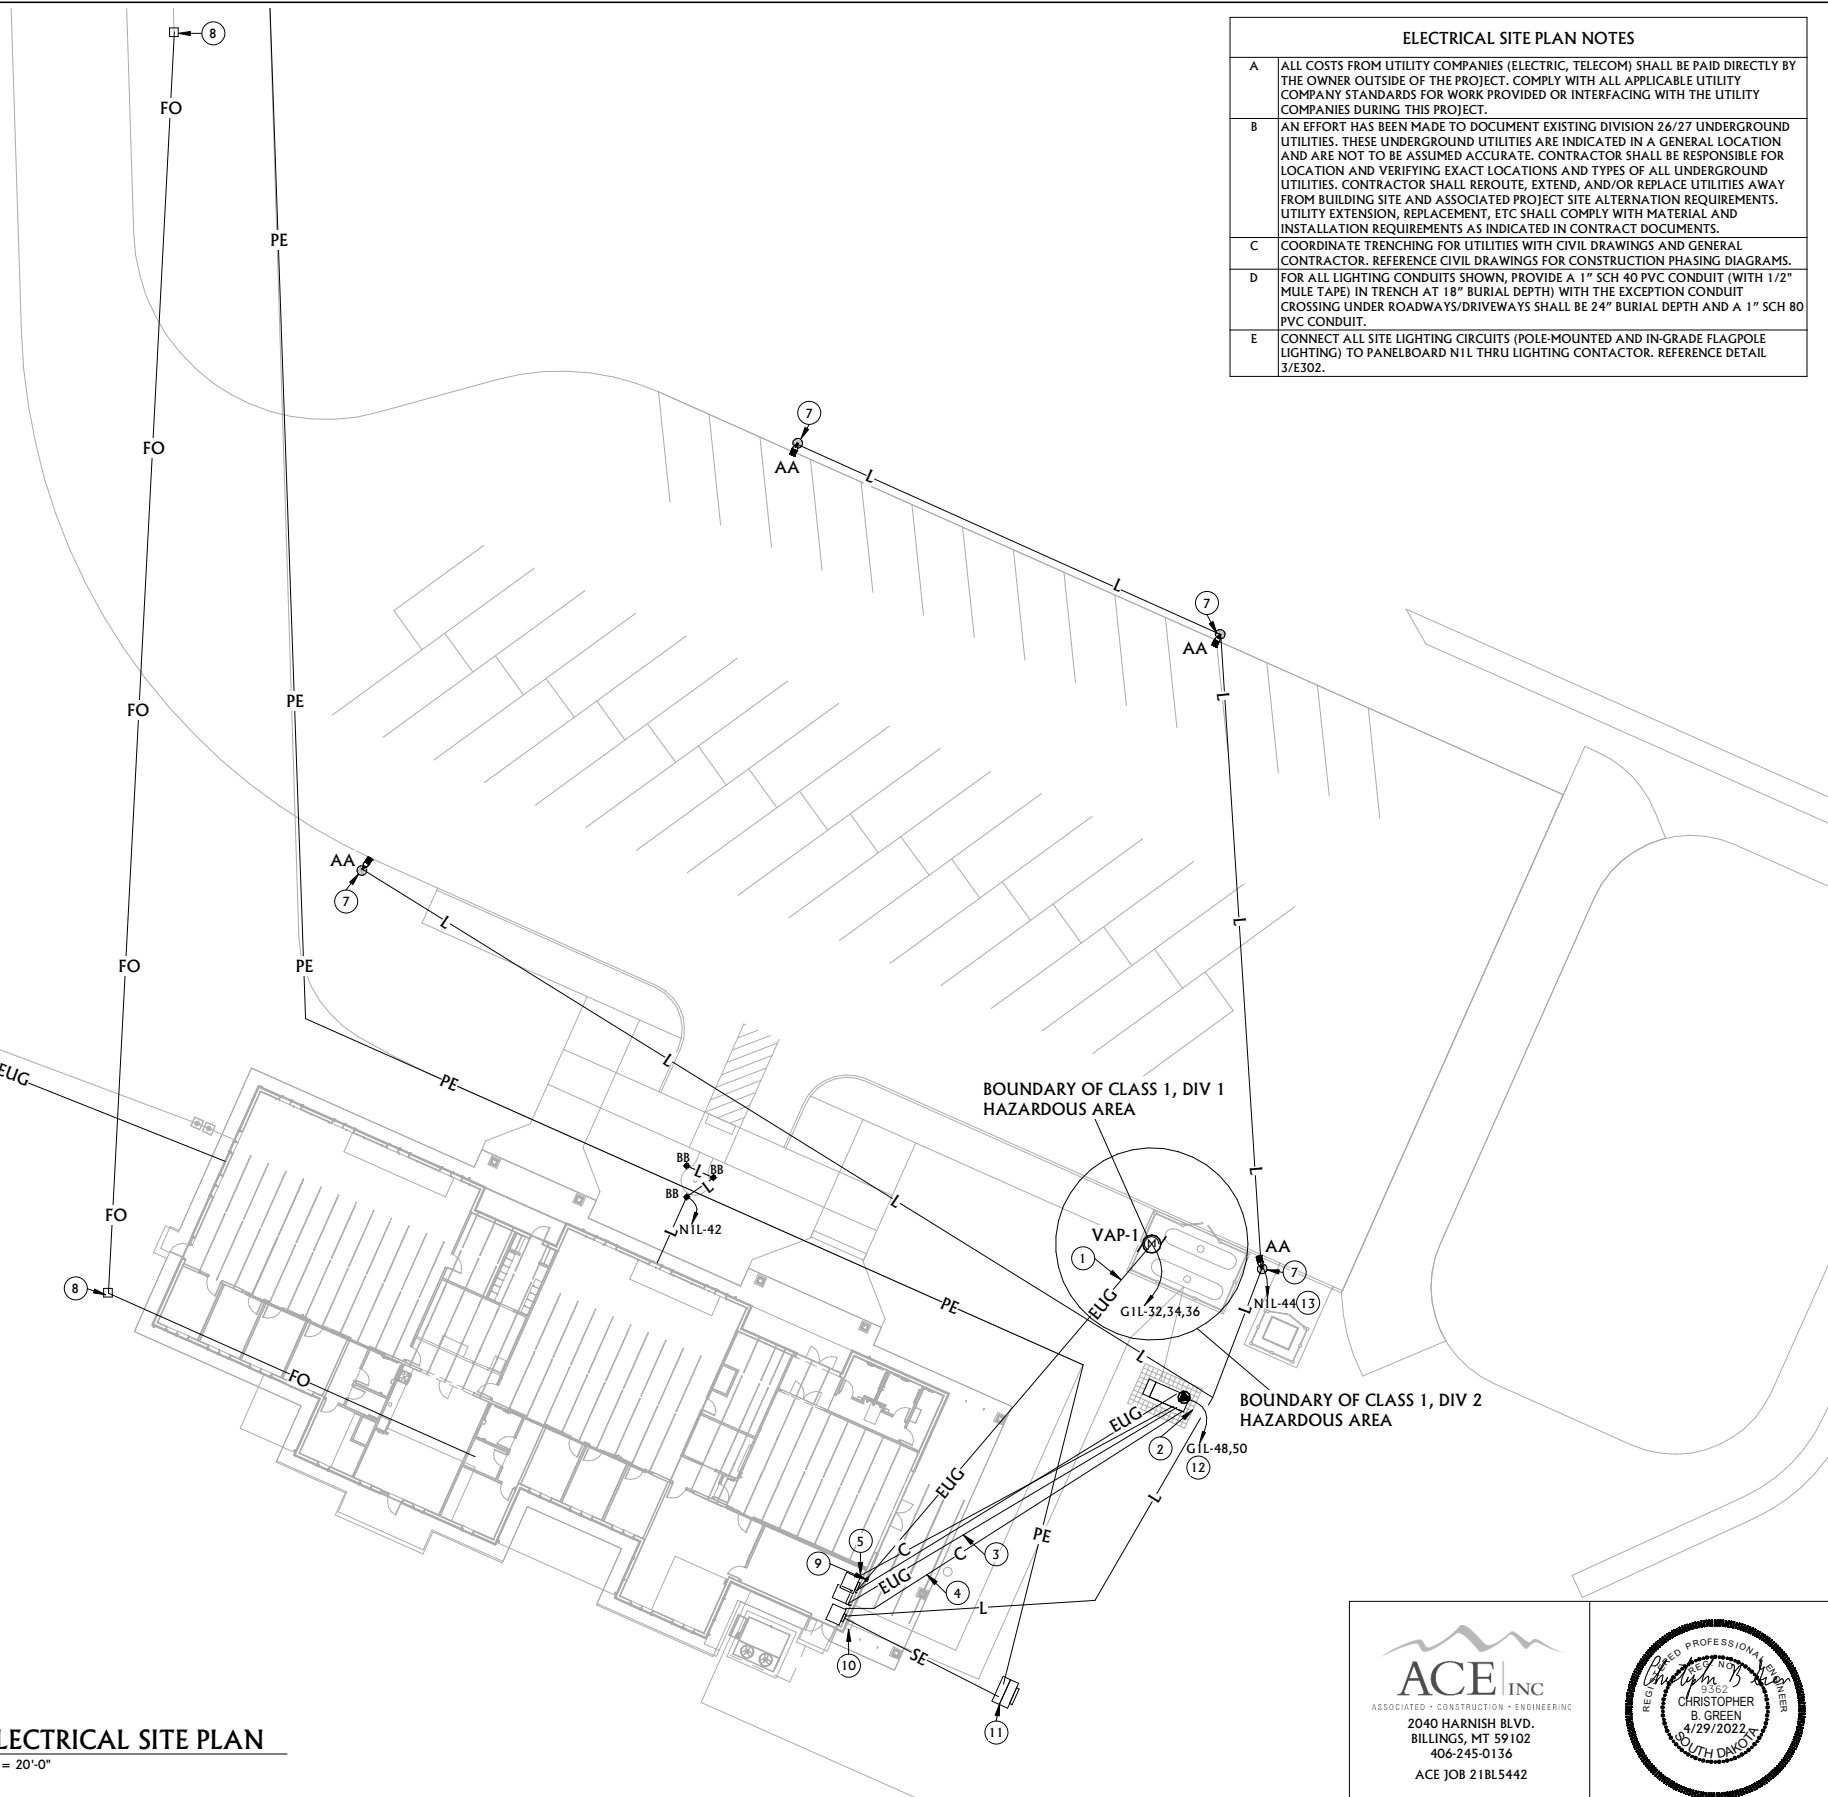 ELECTRICAL SITE PLAN NOTES
A ALL COSTS FROM UTILITY COMPANIES (ELECTRIC, TELECOM) SHALL BE PAID DIRECTLY BY
THE OWNER OUTSIDE OF THE PROJECT. COMPLY WITH ALL APPLICABLE UTILITY
COMPANY STANDARDS FOR WORK PROVIDED OR INTERFACING WITH THE UTILITY
COMPANIES DURING THIS PROJECT.
B AN EFFORT HAS BEEN MADE TO DOCUMENT EXISTING DIVISION 26/27 UNDERGROUND
UTILITIES. THESE UNDERGROUND UTILITIES ARE INDICATED IN A GENERAL LOCATION
AND ARE NOT TO BE ASSUMED ACCURATE. CONTRACTOR SHALL BE RESPONSIBLE FOR
LOCATION AND VERIFYING EXACT LOCATIONS AND TYPES OF ALL UNDERGROUND
UTILITIES. CONTRACTOR SHALL REROUTE, EXTEND, AND/OR REPLACE UTILITIES AWAY
FROM BUILDING SITE AND ASSOCIATED PROJECT SITE ALTERNATION REQUIREMENTS.
UTILITY EXTENSION, REPLACEMENT, ETC SHALL COMPLY WITH MATERIAL AND
INSTALLATION REQUIREMENTS AS INDICATED IN CONTRACT DOCUMENTS.
C COORDINATE TRENCHING FOR UTILITIES WITH CIVIL DRAWINGS AND GENERAL
CONTRACTOR. REFERENCE CIVIL DRAWINGS FOR CONSTRUCTION PHASING DIAGRAMS.
D FOR ALL LIGHTING CONDUITS SHOWN, PROVIDE A 1" SCH 40 PVC CONDUIT (WITH 1/2"
MULE TAPE) IN TRENCH AT 18" BURIAL DEPTH) WITH THE EXCEPTION CONDUIT
CROSSING UNDER ROADWAYS/DRIVEWAYS SHALL BE 24" BURIAL DEPTH AND A 1" SCH 80
PVC CONDUIT.
E CONNECT ALL SITE LIGHTING CIRCUITS (POLE-MOUNTED AND IN-GRADE FLAGPOLE
LIGHTING) TO PANELBOARD N1L THRU LIGHTING CONTACTOR. REFERENCE DETAIL
3/E302.
8
FO
PE
7
AA
L
FO
L
7
AA
L
PE
FO
AA
7
L
L
FO
PE
L
EUG
PE
BOUNDARY OF CLASS 1, DIV 1
HAZARDOUS AREA
BB
L
BB
L
BB
L
N1L-42
L
L
FO
VAP-1
M
1
AA
7
EUG
G1L-32,34,36
N1L-44
13
L
8
PE
L
FO
BOUNDARY OF CLASS 1, DIV 2
HAZARDOUS AREA
EUG
2
G1L-48,50
12
EUG
L
PE
5
9
C
C
3
EUG
4
L
10
SE
11
LECTRICAL SITE PLAN
= 20'-0"
ACE INC
ASSOCIATED • CONSTRUCTION • ENGINEERING
2040 HARNISH BLVD.
BILLINGS, MT 59102
406-245-0136
ACE JOB 21BL5442
REGISTERED PROFESSIONAL ENGINEER
REG NO.
9362
CHRISTOPHER
B. GREEN
4/29/2022
SOUTH DAKOTA